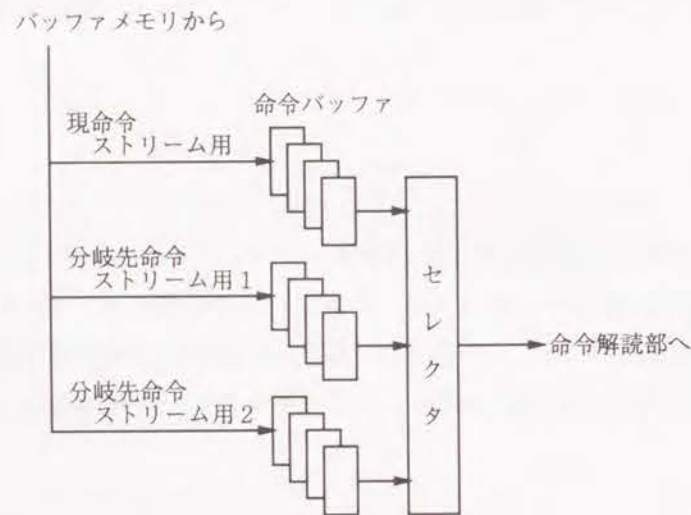 バッファメモリから
命令バッファ
現命令
ストリーム用
分岐先命令
ストリーム用1
セレクタ
命令解読部へ
分岐先命令
ストリーム用2